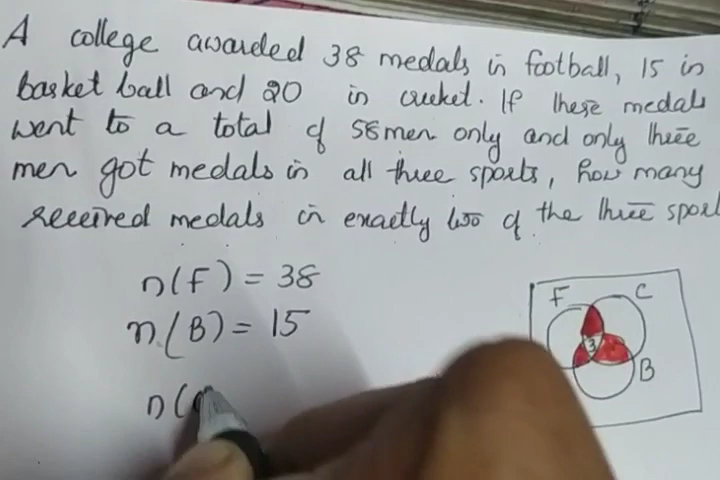 A college awarded 38 medals in football, 15 in
basket ball and 20 in cricket. If these medals
went to a total of 58 men only and only three
men got medals in all three sports, how many
received medals in exactly two of the three sport
n(F) = 38
n(B) = 15
n(
F C
3
B